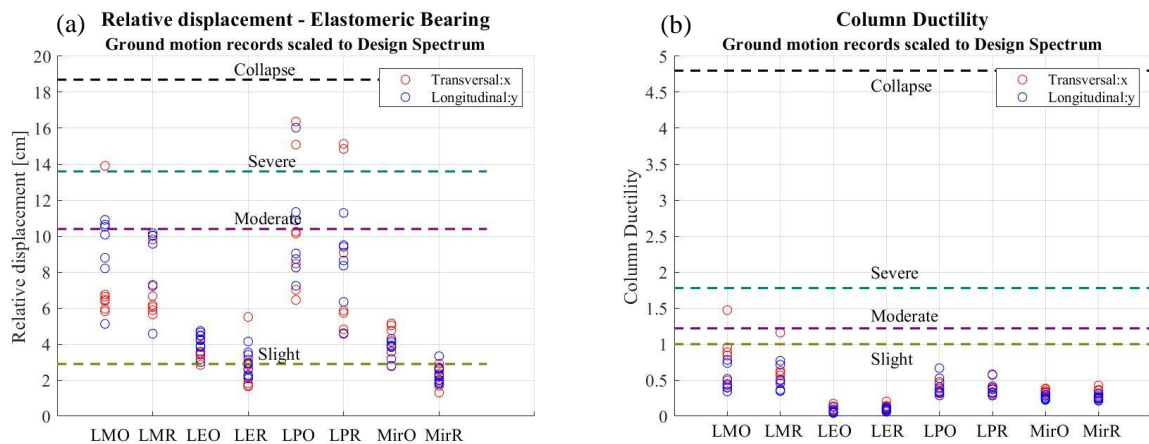 (a)
Relative displacement - Elastomeric Bearing
Ground motion records scaled to Design Spectrum
Relative displacement [cm]
20
18
16
14
12
10
8
6
4
2
0
Collapse
Transversal:x
Longitudinal:y
Severe
Moderate
Slight
LMO LMR LEO LER LPO LPR MirO MirR
(b)
Column Ductility
Ground motion records scaled to Design Spectrum
Column Ductility
5
4.5
4
3.5
3
2.5
2
1.5
1
0.5
0
Collapse
Transversal:x
Longitudinal:y
Severe
Moderate
Slight
LMO LMR LEO LER LPO LPR MirO MirR